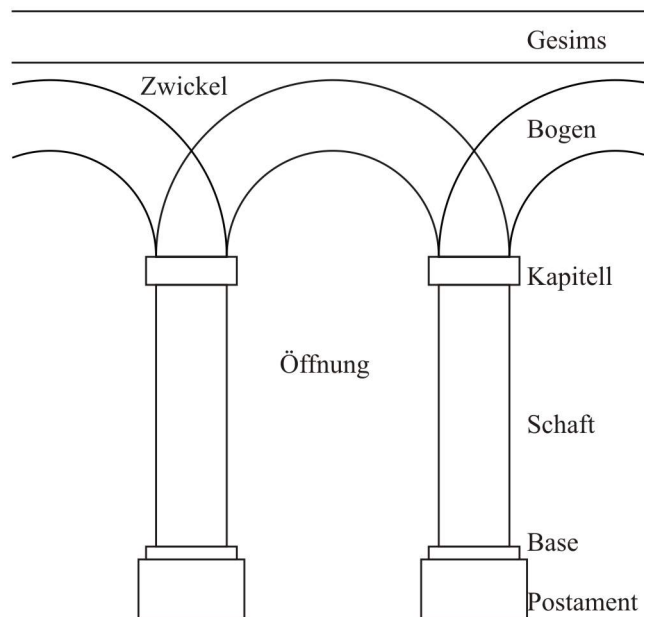 Gesims
Zwickel
Bogen
Kapitell
Öffnung
Schaft
Base
Postament